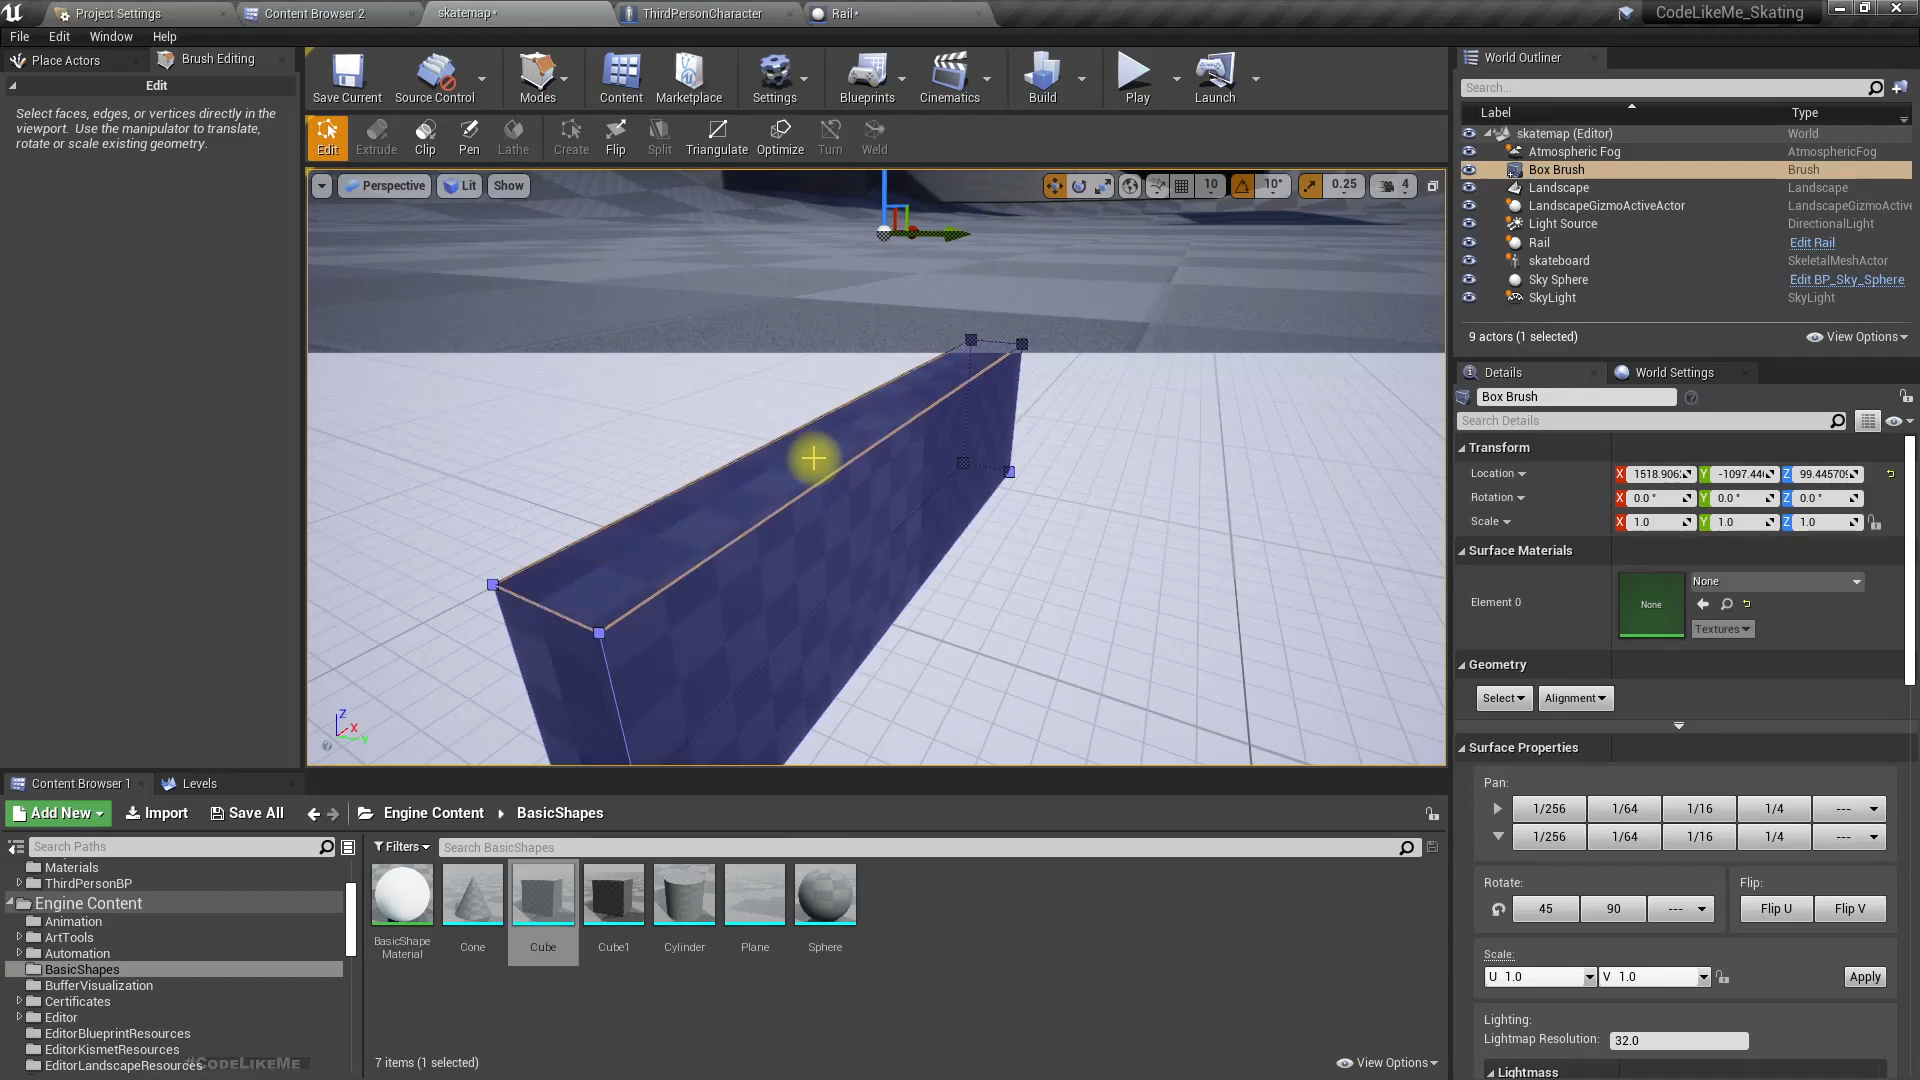 Project Settings
Content Browser 2
skatemap*
ThirdPersonCharacter
Rail*
CodeLikeMe_Skating
File Edit Window Help
Place Actors
Brush Editing
Edit
Select faces, edges, or vertices directly in the
viewport. Use the manipulator to translate,
rotate or scale existing geometry.
Save Current
Source Control
Modes
Content
Marketplace
Settings
Blueprints
Cinematics
Build
Play
Launch
Edit
Extrude
Clip
Pen
Lathe
Create
Flip
Split
Triangulate
Optimize
Turn
Weld
Perspective
Lit
Show
10
10°
0.25
4
Z
X
Y
World Outliner
Search...
Label
Type
skatemap (Editor) World
Atmospheric Fog AtmosphericFog
Box Brush Brush
Landscape Landscape
LandscapeGizmoActiveActor LandscapeGizmoActive
Light Source DirectionalLight
Rail Edit Rail
skateboard SkeletalMeshActor
Sky Sphere Edit BP_Sky_Sphere
SkyLight SkyLight
9 actors (1 selected)
View Options
Details
World Settings
Box Brush
Search Details
Transform
Location X 1518.906 Y -1097.44 Z 99.445709
Rotation X 0.0 ° Y 0.0 ° Z 0.0 °
Scale X 1.0 Y 1.0 Z 1.0
Surface Materials
Element 0
None
None
Textures
Geometry
Select
Alignment
Surface Properties
Pan:
1/256 1/64 1/16 1/4 ---
1/256 1/64 1/16 1/4 ---
Rotate:
Flip:
45 90 ---
Flip U Flip V
Scale:
U 1.0 V 1.0 Apply
Lighting:
Lightmap Resolution: 32.0
Lightmass
Content Browser 1
Levels
Add New
Import
Save All
Engine Content
BasicShapes
Search Paths
Filters
Search BasicShapes
Materials
ThirdPersonBP
Engine Content
Animation
ArtTools
Automation
BasicShapes
BufferVisualization
Certificates
Editor
EditorBlueprintResources
EditorKismetResources
EditorLandscapeResources
#CodeLikeMe
BasicShape
Material
Cone
Cube
Cube1
Cylinder
Plane
Sphere
7 items (1 selected)
View Options